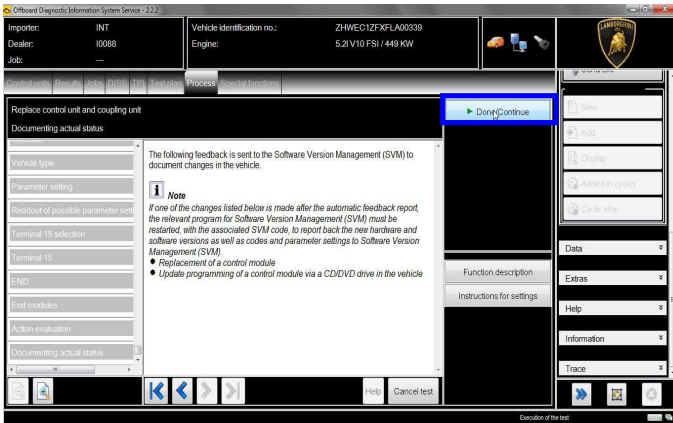 Offboard Diagnostic Information System Service - 2.2.2
Importer: INT
Dealer: I0088
Job: ---
Vehicle identification no.: ZHWEC1ZFXFLA00339
Engine: 5.2l V10 FSI / 449 KW
LAMBORGHINI
Control units Results Jobs DISS TPI Test plan Process Special functions
Replace control unit and coupling unit
Documenting actual status
Vehicle type
Parameter setting
Readout of possible parameter sett
Terminal 15 selection
Terminal 15
END
End modules
Action evaluation
Documenting actual status
The following feedback is sent to the Software Version Management (SVM) to
document changes in the vehicle.
Note
If one of the changes listed below is made after the automatic feedback report,
the relevant program for Software Version Management (SVM) must be
restarted, with the associated SVM code, to report back the new hardware and
software versions as well as codes and parameter settings to Software Version
Management (SVM).
● Replacement of a control module
● Update programming of a control module via a CD/DVD drive in the vehicle
Help
Cancel test
Done/Continue
Function description
Instructions for settings
New
Add
Display
Added in cycles
Cyclic stop
Data
Extras
Help
Information
Trace
Execution of the test